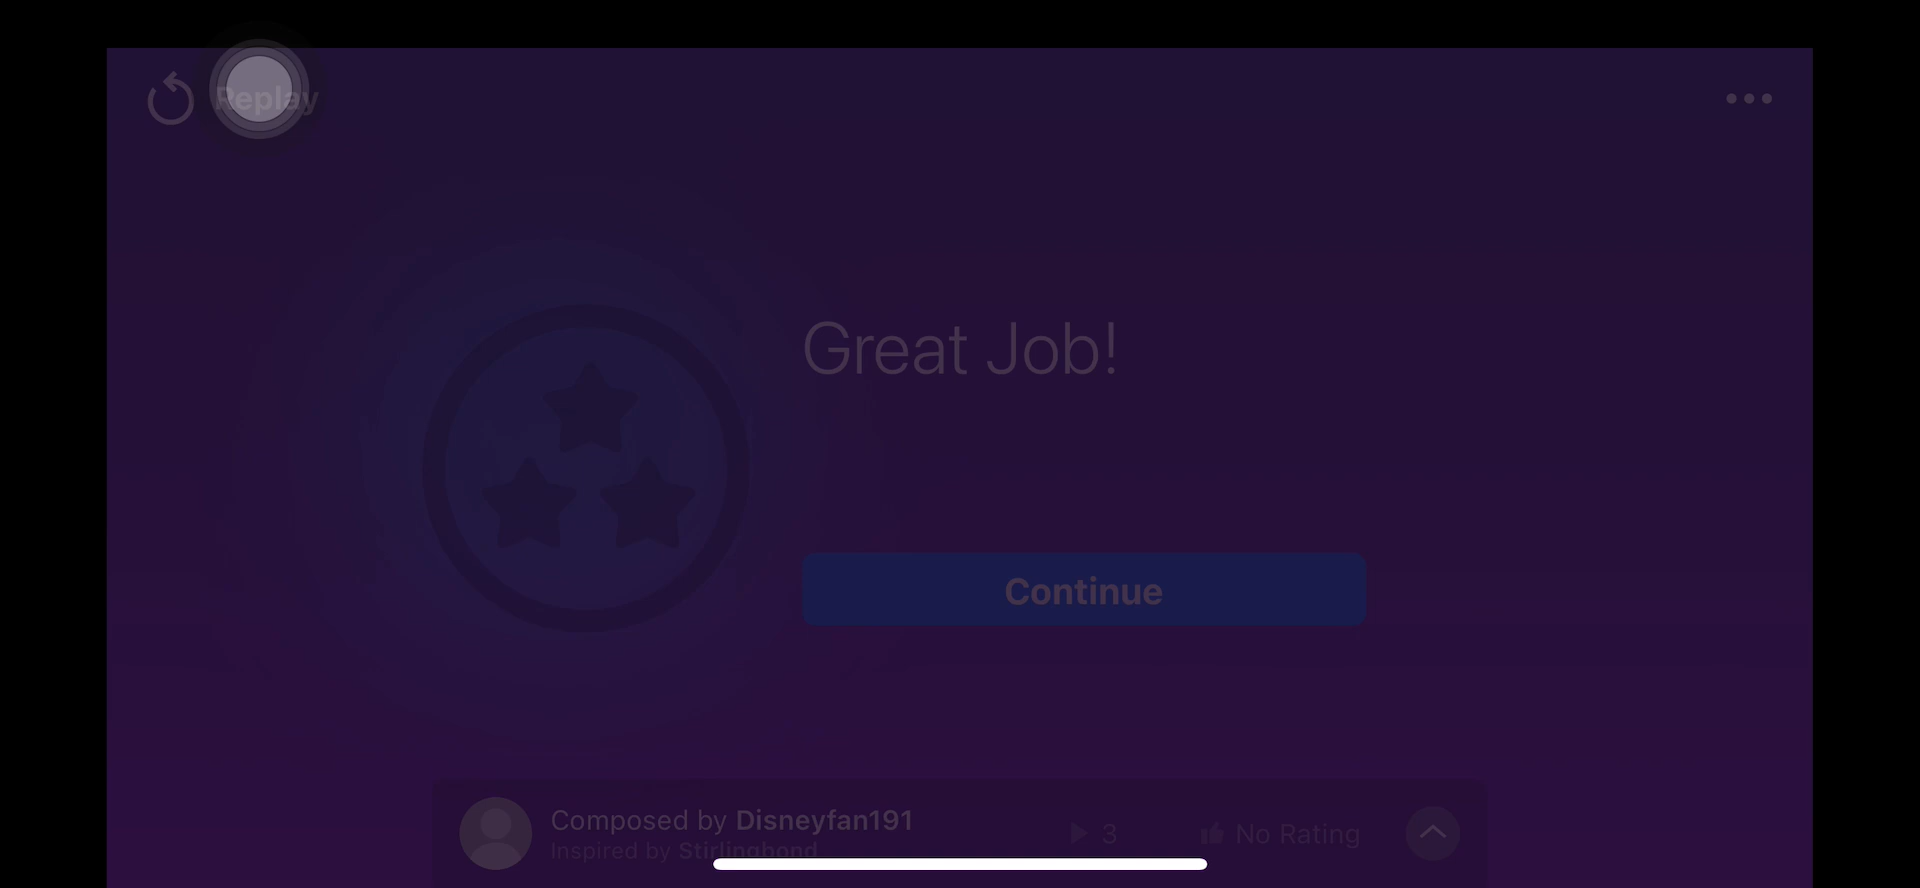 Replay
Great Job!
Continue
Composed by Disneyfan191
Inspired by Stirlingbond
3
No Rating